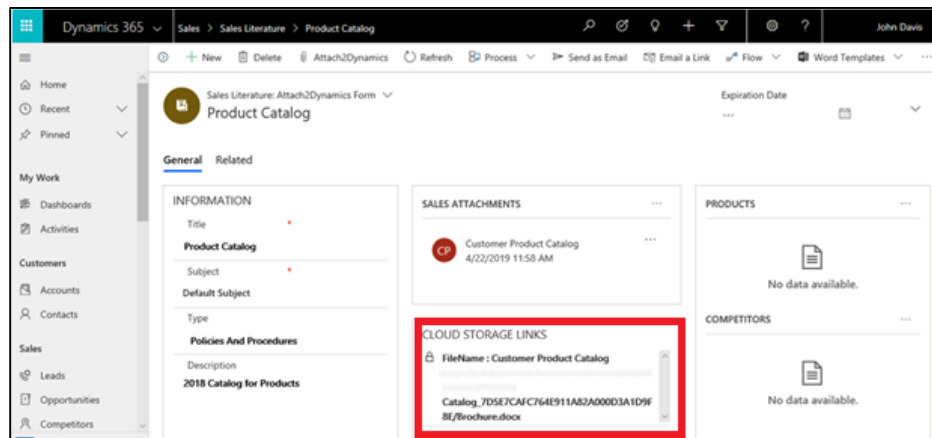 Dynamics 365
Sales > Sales Literature > Product Catalog
John Davis
New
Delete
Attach2Dynamics
Refresh
Process
Send as Email
Email a Link
Flow
Word Templates
Home
Recent
Pinned
My Work
Dashboards
Activities
Customers
Accounts
Contacts
Sales
Leads
Opportunities
Competitors
Sales Literature: Attach2Dynamics Form
Product Catalog
Expiration Date
---
General Related
INFORMATION
Title *
Product Catalog
Subject *
Default Subject
Type
Policies And Procedures
Description
2018 Catalog for Products
SALES ATTACHMENTS
CP
Customer Product Catalog
4/22/2019 11:58 AM
CLOUD STORAGE LINKS
FileName : Customer Product Catalog
Catalog_7D5E7CAFC764E911A82A000D3A1D9F
8E/Brochure.docx
PRODUCTS
No data available.
COMPETITORS
No data available.